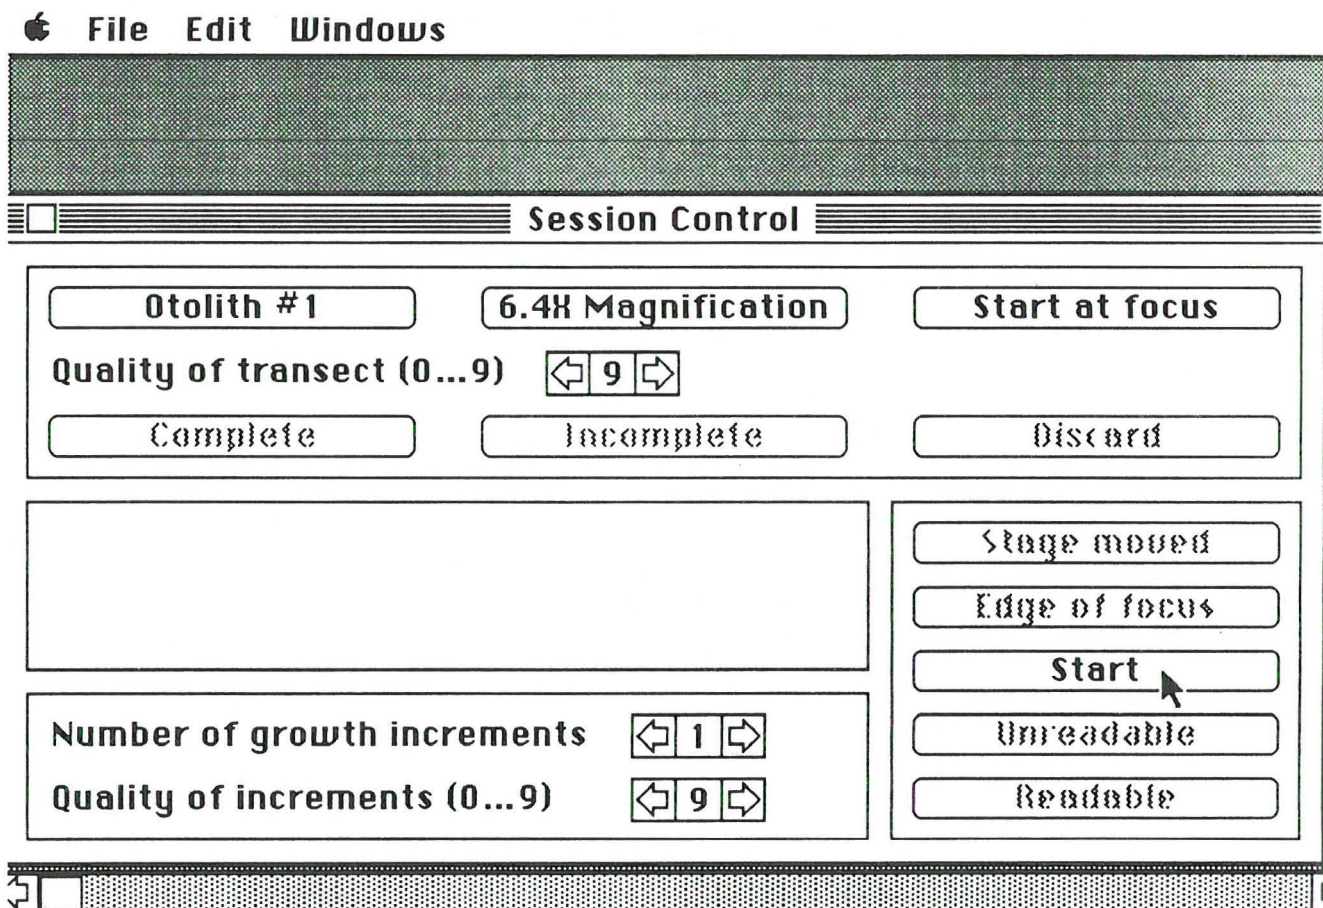 File Edit Windows
Session Control
Otolith #1 6.4X Magnification Start at focus
Quality of transect (0...9) 9
Complete Incomplete Discard
Stage moved
Edge of focus
Start
Number of growth increments 1 Unreadable
Quality of increments (0...9) 9 Readable